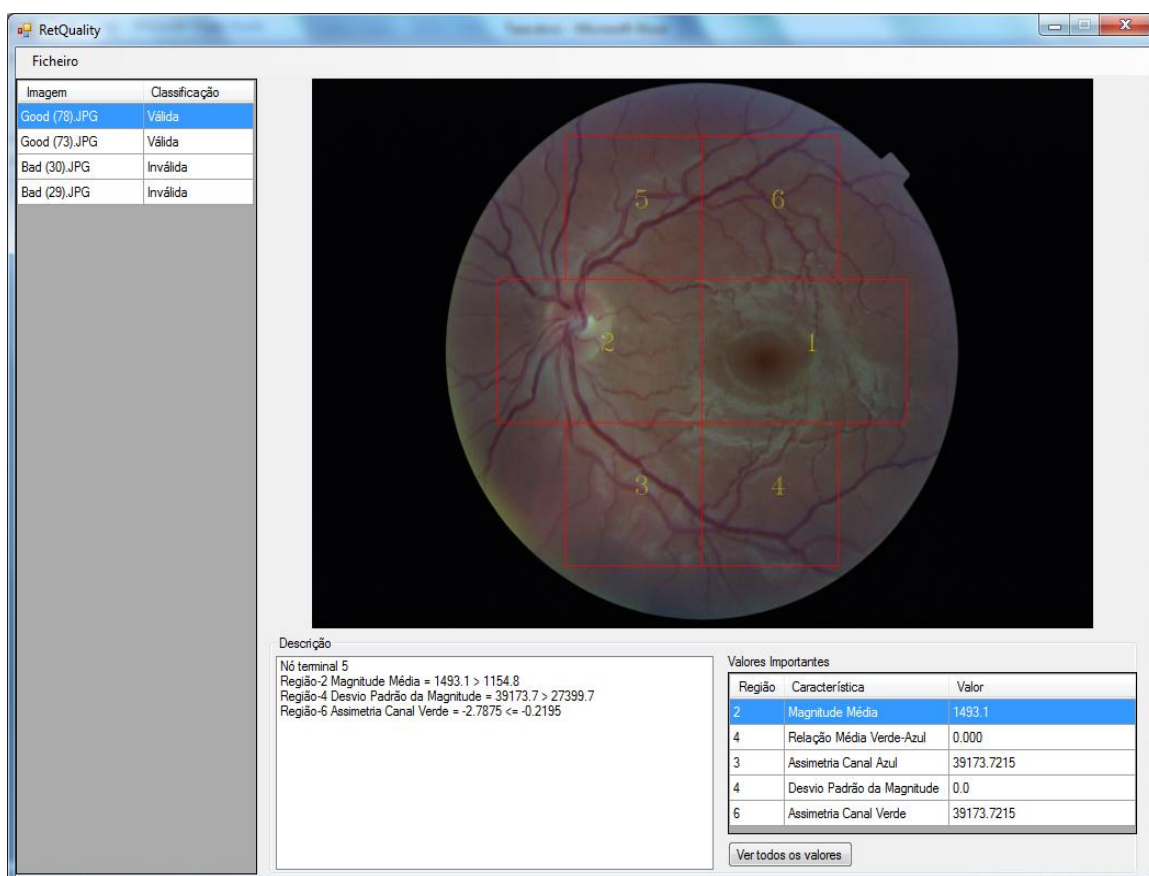 RetQuality
Ficheiro
Imagem Classificação
Good (78).JPG Válida
Good (73).JPG Válida
Bad (30).JPG Inválida
Bad (29).JPG Inválida
5 6
2 1
3 4
Descrição
Nó terminal 5
Região-2 Magnitude Média = 1493.1 > 1154.8
Região-4 Desvio Padrão da Magnitude = 39173.7 > 27399.7
Região-6 Assimetria Canal Verde = -2.7875 <= -0.2195
Valores Importantes
Região Característica Valor
2 Magnitude Média 1493.1
4 Relação Média Verde-Azul 0.000
3 Assimetria Canal Azul 39173.7215
4 Desvio Padrão da Magnitude 0.0
6 Assimetria Canal Verde 39173.7215
Ver todos os valores